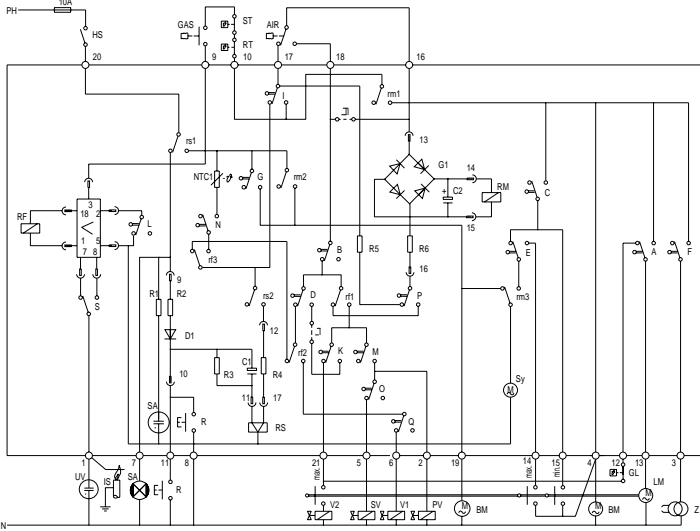 PH 10A
HS
GAS
ST
RT
AIR
20 9 10 17 18 16
I rm1
rs1
13
G1 14
NTC1 G rm2
C2 RM
+
C
RF 3
18 2
L
1 5
7 8
N
15
rf3
B R5 R6
E A F
9 16
S
R1 R2
rs2
D rf1 P
rm3
12
D1
K M
rf2
10
R3 C1 R4
O
Sy
M
11 17
SA R
RS
Q
1 7 11 8 21 5 6 2 19 14 15 4 12 13 3
max. max. min. GL
UV IS SA R
LM
M
V2 SV V1 PV
M BM M BM
Z
N